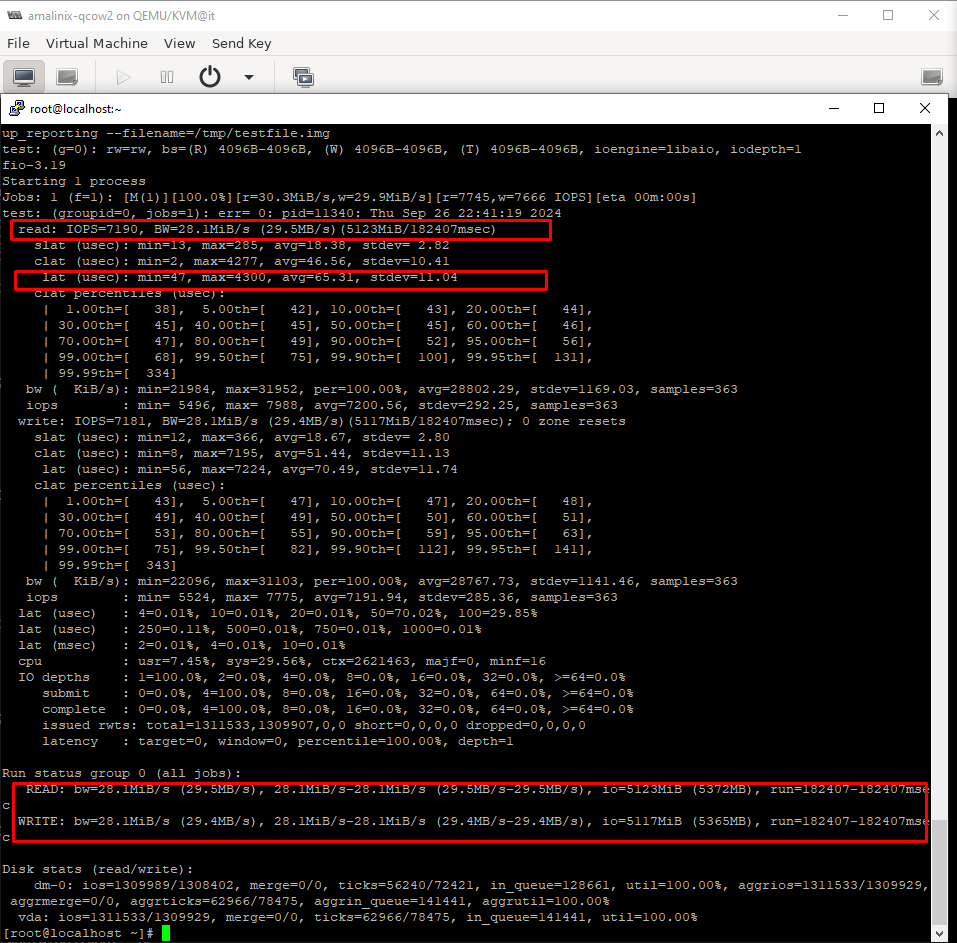 amalinix-qcow2 on QEMU/KVM@it
File Virtual Machine View Send Key
root@localhost:~
up_reporting --filename=/tmp/testfile.img
test: (g=0): rw=rw, bs=(R) 4096B-4096B, (W) 4096B-4096B, (T) 4096B-4096B, ioengine=libaio, iodepth=1
fio-3.19
Starting 1 process
Jobs: 1 (f=1): [M(1)][100.0%][r=30.3MiB/s,w=29.9MiB/s][r=7745,w=7666 IOPS][eta 00m:00s]
test: (groupid=0, jobs=1): err= 0: pid=11340: Thu Sep 26 22:41:19 2024
  read: IOPS=7190, BW=28.1MiB/s (29.5MB/s)(5123MiB/182407msec)
    slat (usec): min=13, max=285, avg=18.38, stdev= 2.82
    clat (usec): min=2, max=4277, avg=46.56, stdev=10.41
     lat (usec): min=47, max=4300, avg=65.31, stdev=11.04
    clat percentiles (usec):
     |  1.00th=[   38],  5.00th=[   42], 10.00th=[   43], 20.00th=[   44],
     | 30.00th=[   45], 40.00th=[   45], 50.00th=[   45], 60.00th=[   46],
     | 70.00th=[   47], 80.00th=[   49], 90.00th=[   52], 95.00th=[   56],
     | 99.00th=[   68], 99.50th=[   75], 99.90th=[  100], 99.95th=[  131],
     | 99.99th=[  334]
   bw (  KiB/s): min=21984, max=31952, per=100.00%, avg=28802.29, stdev=1169.03, samples=363
   iops        : min= 5496, max= 7988, avg=7200.56, stdev=292.25, samples=363
  write: IOPS=7181, BW=28.1MiB/s (29.4MB/s)(5117MiB/182407msec); 0 zone resets
    slat (usec): min=12, max=366, avg=18.67, stdev= 2.80
    clat (usec): min=8, max=7195, avg=51.44, stdev=11.13
     lat (usec): min=56, max=7224, avg=70.49, stdev=11.74
    clat percentiles (usec):
     |  1.00th=[   43],  5.00th=[   47], 10.00th=[   47], 20.00th=[   48],
     | 30.00th=[   49], 40.00th=[   49], 50.00th=[   50], 60.00th=[   51],
     | 70.00th=[   53], 80.00th=[   55], 90.00th=[   59], 95.00th=[   63],
     | 99.00th=[   75], 99.50th=[   82], 99.90th=[  112], 99.95th=[  141],
     | 99.99th=[  343]
   bw (  KiB/s): min=22096, max=31103, per=100.00%, avg=28767.73, stdev=1141.46, samples=363
   iops        : min= 5524, max= 7775, avg=7191.94, stdev=285.36, samples=363
  lat (usec)   : 4=0.01%, 10=0.01%, 20=0.01%, 50=70.02%, 100=29.85%
  lat (usec)   : 250=0.11%, 500=0.01%, 750=0.01%, 1000=0.01%
  lat (msec)   : 2=0.01%, 4=0.01%, 10=0.01%
  cpu          : usr=7.45%, sys=29.56%, ctx=2621463, majf=0, minf=16
  IO depths    : 1=100.0%, 2=0.0%, 4=0.0%, 8=0.0%, 16=0.0%, 32=0.0%, >=64=0.0%
     submit    : 0=0.0%, 4=100.0%, 8=0.0%, 16=0.0%, 32=0.0%, 64=0.0%, >=64=0.0%
     complete  : 0=0.0%, 4=100.0%, 8=0.0%, 16=0.0%, 32=0.0%, 64=0.0%, >=64=0.0%
     issued rwts: total=1311533,1309907,0,0 short=0,0,0,0 dropped=0,0,0,0
     latency   : target=0, window=0, percentile=100.00%, depth=1
Run status group 0 (all jobs):
   READ: bw=28.1MiB/s (29.5MB/s), 28.1MiB/s-28.1MiB/s (29.5MB/s-29.5MB/s), io=5123MiB (5372MB), run=182407-182407mse
c
  WRITE: bw=28.1MiB/s (29.4MB/s), 28.1MiB/s-28.1MiB/s (29.4MB/s-29.4MB/s), io=5117MiB (5365MB), run=182407-182407mse
c
Disk stats (read/write):
    dm-0: ios=1309989/1308402, merge=0/0, ticks=56240/72421, in_queue=128661, util=100.00%, aggrios=1311533/1309929,
 aggrmerge=0/0, aggrticks=62966/78475, aggrin_queue=141441, aggrutil=100.00%
  vda: ios=1311533/1309929, merge=0/0, ticks=62966/78475, in_queue=141441, util=100.00%
[root@localhost ~]#